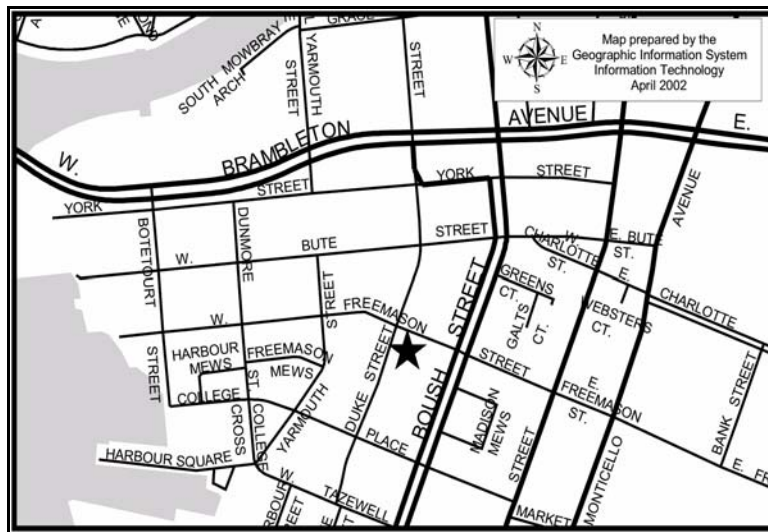 Map prepared by the
Geographic Information System
Information Technology
April 2002
N
W
E
S
SOUTH MOWBRAY
ARCH
YARMOUTH
STREET
GRACE
STREET
W. BRAMBLETON AVENUE E.
YORK STREET
YORK STREET
BOTETOURT
STREET
DUNMORE
ST.
W. BUTE STREET
CHARLOTTE
ST.
W.
E. BUTE
ST.
E. CHARLOTTE
AVENUE
GREENS
CT.
GALTS
CT.
WEBSTERS
CT.
STREET
W. FREEMASON STREET
E.
FREEMASON
ST.
HARBOUR
MEWS
FREEMASON
MEWS
YARMOUTH
DUKE STREET
BOUSH STREET
MADISON
MEWS
STREET
MONTICELLO
BANK STREET
COLLEGE PLACE
COLLEGE
CROSS
HARBOUR SQUARE
W.
TAZEWELL
STREET
MARKET